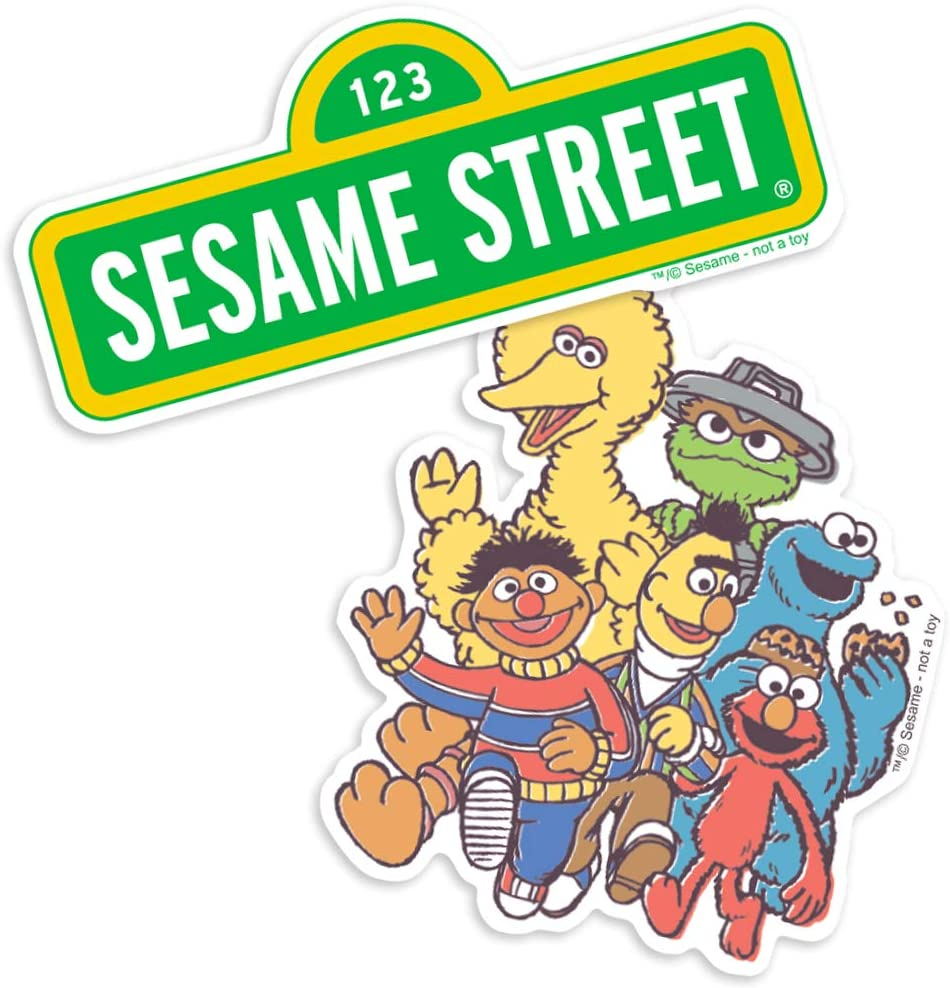 123
SESAME STREET®
™/© Sesame - not a toy
™/© Sesame - not a toy